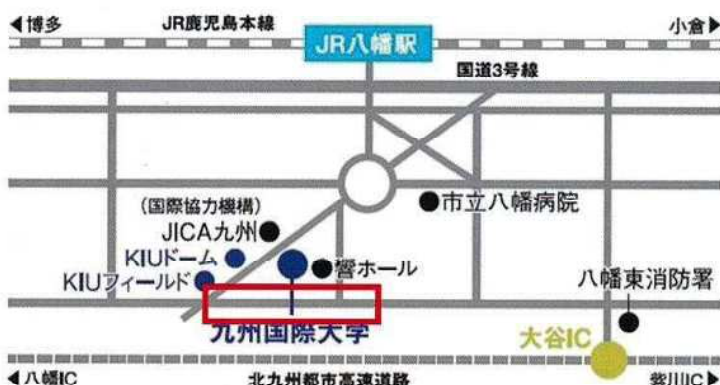 ◀博多
JR鹿児島本線
小倉▶
JR八幡駅
国道3号線
市立八幡病院
(国際協力機構)
JICA九州
KIUドーム
響ホール
KIUフィールド
八幡東消防署
九州国際大学
大谷IC
◀八幡IC
北九州都市高速道路
紫川IC▶